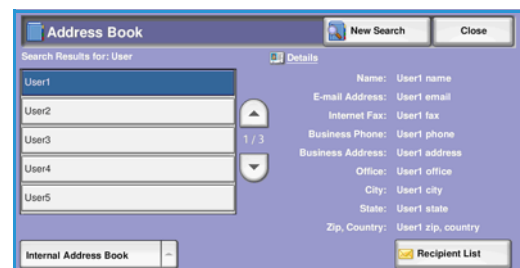 Address Book
New Search
Close
Search Results for: User
Details
User1
User2
User3
User4
User5
1 / 3
Name: User1 name
E-mail Address: User1 email
Internet Fax: User1 fax
Business Phone: User1 phone
Business Address: User1 address
Office: User1 office
City: User1 city
State: User1 state
Zip, Country: User1 zip, country
Internal Address Book
Recipient List